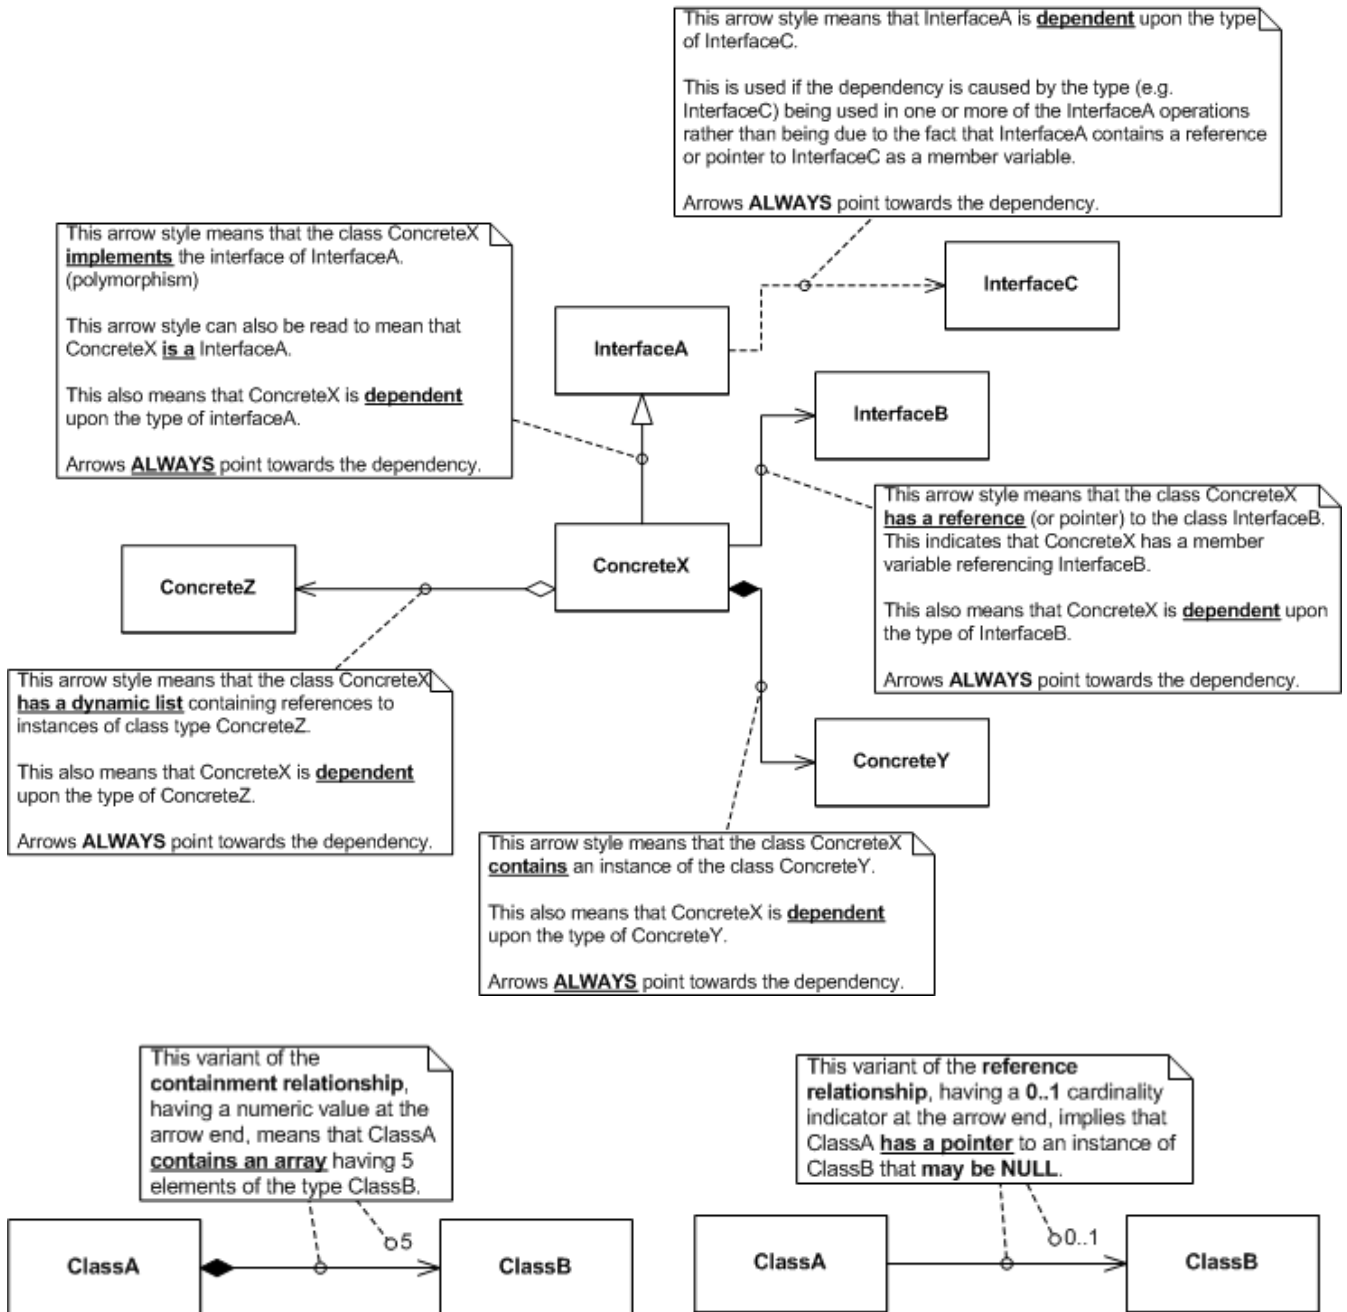 This arrow style means that InterfaceA is dependent upon the type
of InterfaceC.
This is used if the dependency is caused by the type (e.g.
InterfaceC) being used in one or more of the InterfaceA operations
rather than being due to the fact that InterfaceA contains a reference
or pointer to InterfaceC as a member variable.
Arrows ALWAYS point towards the dependency.
This arrow style means that the class ConcreteX
implements the interface of InterfaceA.
(polymorphism)
This arrow style can also be read to mean that
ConcreteX is a InterfaceA.
This also means that ConcreteX is dependent
upon the type of interfaceA.
Arrows ALWAYS point towards the dependency.
InterfaceC
InterfaceA
InterfaceB
This arrow style means that the class ConcreteX
has a reference (or pointer) to the class InterfaceB.
This indicates that ConcreteX has a member
variable referencing InterfaceB.
This also means that ConcreteX is dependent upon
the type of InterfaceB.
Arrows ALWAYS point towards the dependency.
ConcreteX
ConcreteZ
This arrow style means that the class ConcreteX
has a dynamic list containing references to
instances of class type ConcreteZ.
This also means that ConcreteX is dependent
upon the type of ConcreteZ.
Arrows ALWAYS point towards the dependency.
ConcreteY
This arrow style means that the class ConcreteX
contains an instance of the class ConcreteY.
This also means that ConcreteX is dependent
upon the type of ConcreteY.
Arrows ALWAYS point towards the dependency.
This variant of the
containment relationship,
having a numeric value at the
arrow end, means that ClassA
contains an array having 5
elements of the type ClassB.
5
ClassA
ClassB
This variant of the reference
relationship, having a 0..1 cardinality
indicator at the arrow end, implies that
ClassA has a pointer to an instance of
ClassB that may be NULL.
0..1
ClassA
ClassB